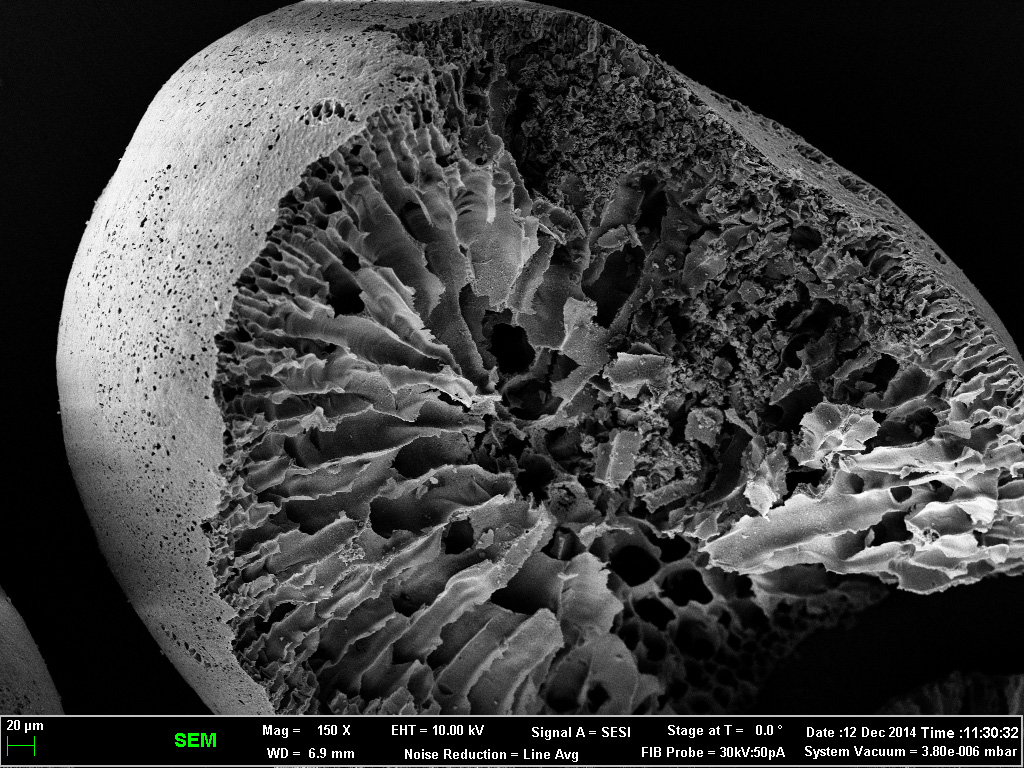 20 µm
SEM
Mag = 150 X
EHT = 10.00 kV
Signal A = SESI
Stage at T = 0.0 °
Date :12 Dec 2014 Time :11:30:32
WD = 6.9 mm
Noise Reduction = Line Avg
FIB Probe = 30kV:50pA
System Vacuum = 3.80e-006 mbar